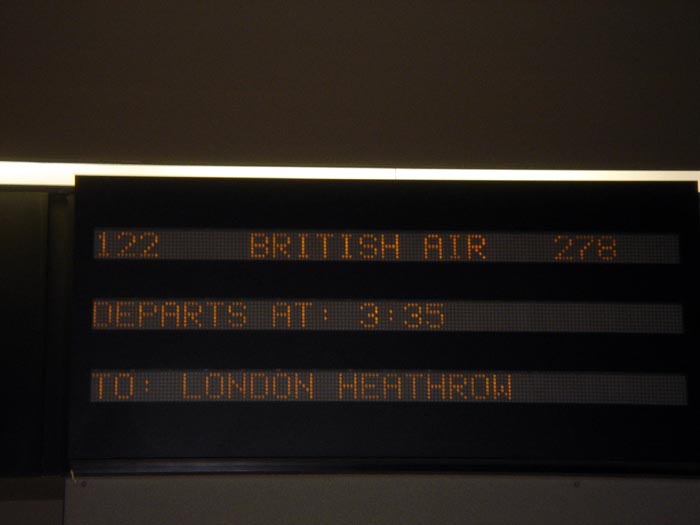 122 BRITISH AIR 278
DEPARTS AT: 3:35
TO: LONDON HEATHROW